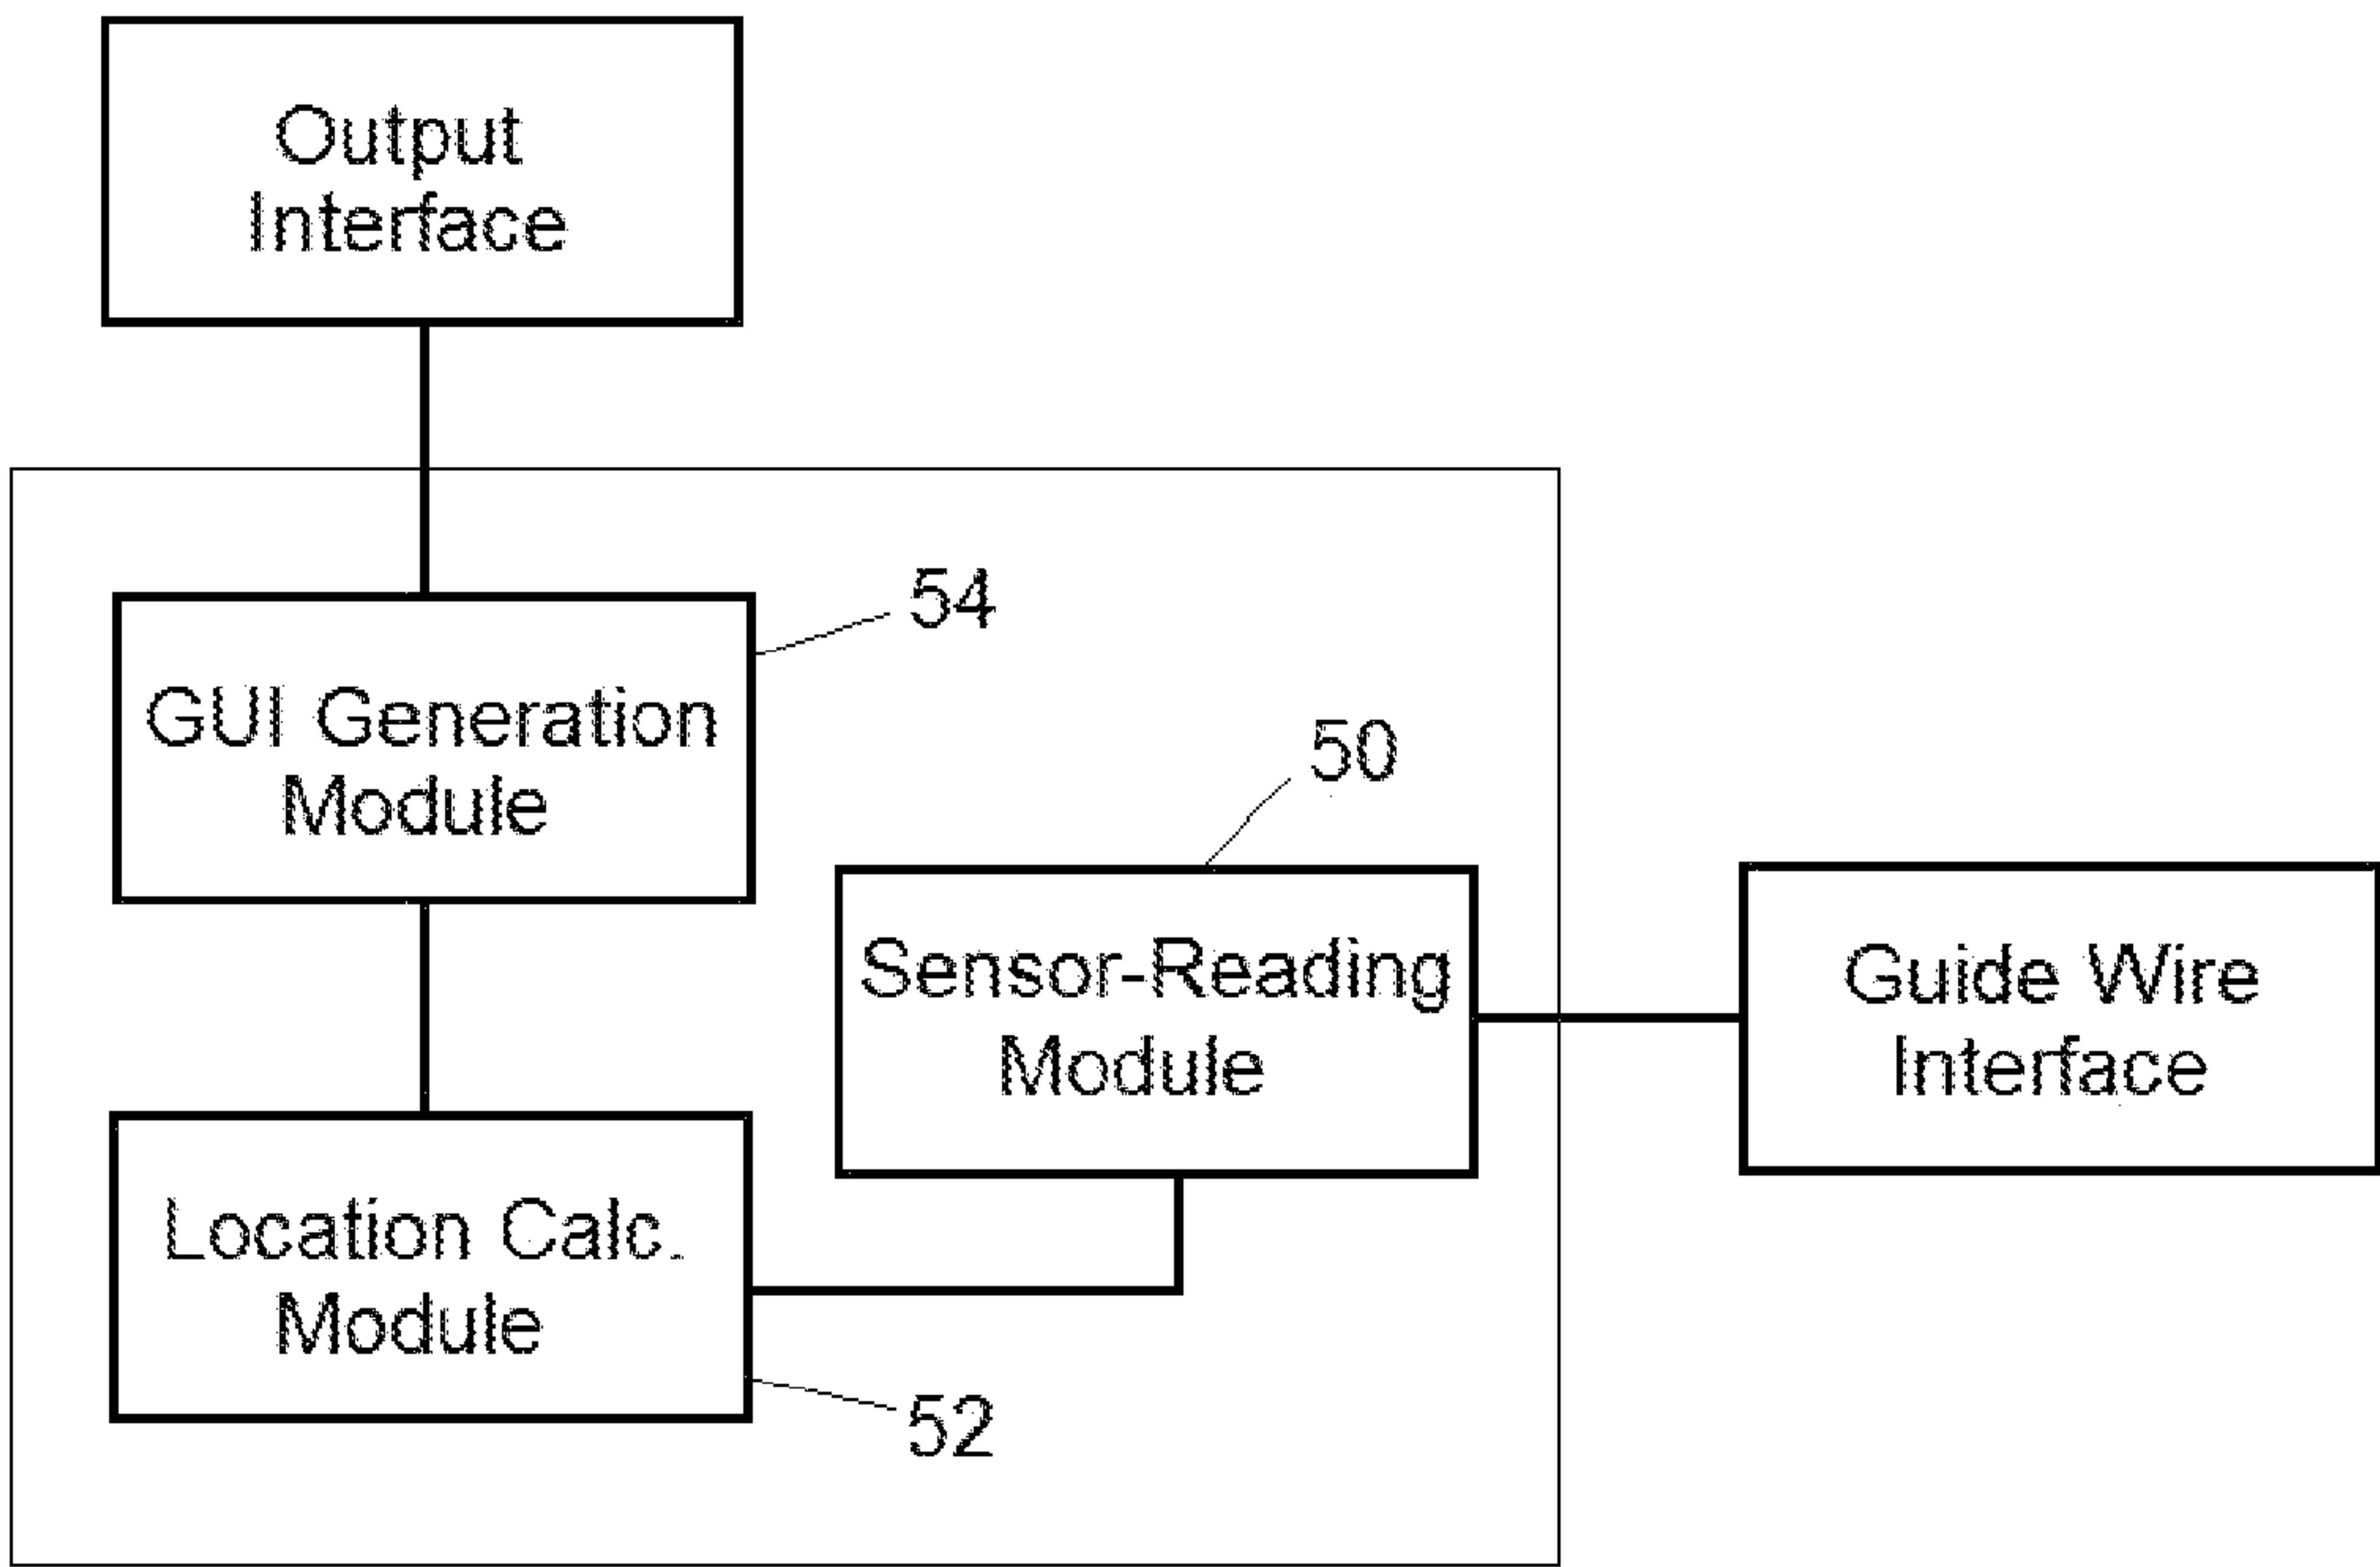 Output
Interface
54
GUI Generation
Module
50
Sensor-Reading
Module
Guide Wire
Interface
Location Calc.
Module
52